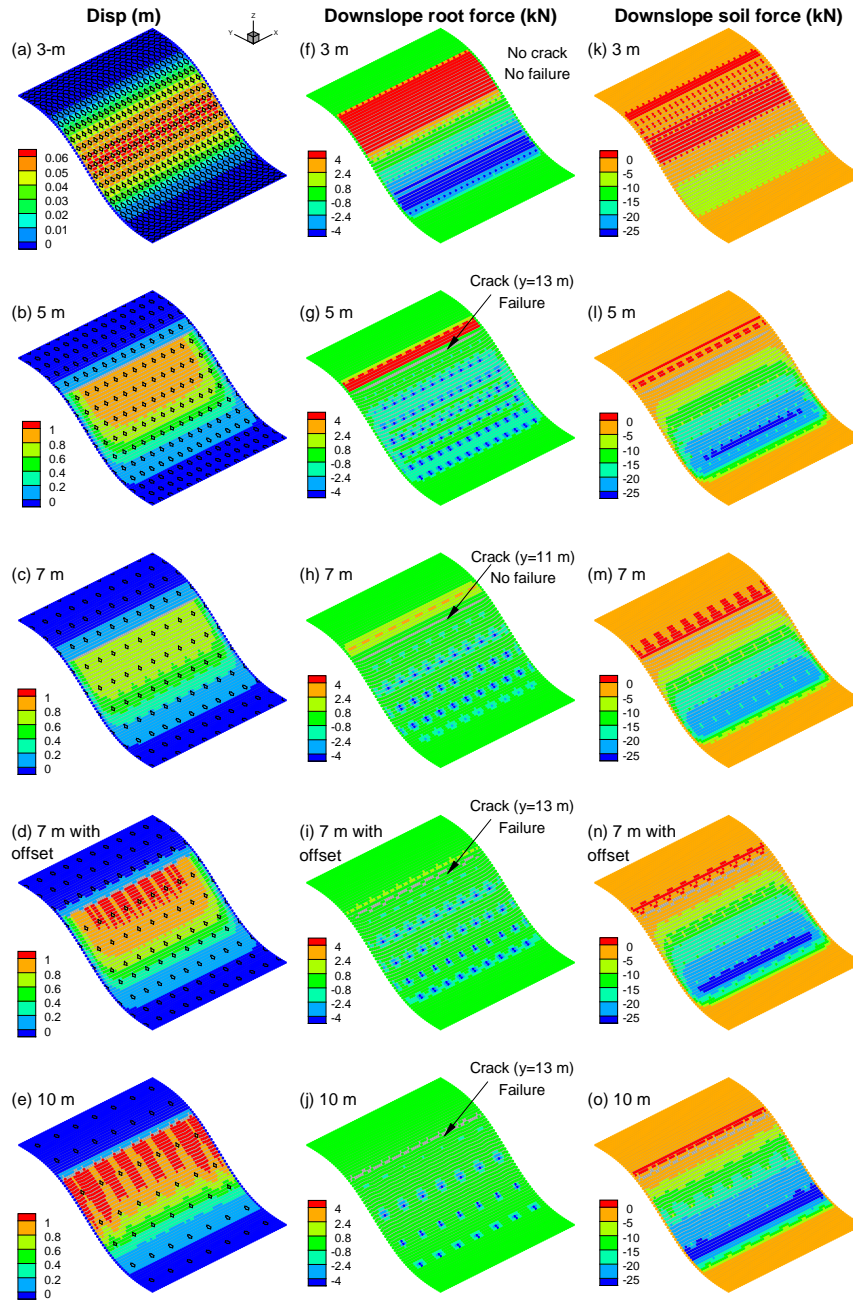 Disp (m)
Downslope root force (kN)
Downslope soil force (kN)
Z
Y
X
(a) 3-m
0.06
0.05
0.04
0.03
0.02
0.01
0
(f) 3 m
No crack
No failure
4
2.4
0.8
-0.8
-2.4
-4
(k) 3 m
0
-5
-10
-15
-20
-25
(b) 5 m
1
0.8
0.6
0.4
0.2
0
(g) 5 m
Crack (y=13 m)
Failure
4
2.4
0.8
-0.8
-2.4
-4
(l) 5 m
0
-5
-10
-15
-20
-25
(c) 7 m
1
0.8
0.6
0.4
0.2
0
(h) 7 m
Crack (y=11 m)
No failure
4
2.4
0.8
-0.8
-2.4
-4
(m) 7 m
0
-5
-10
-15
-20
-25
(d) 7 m with
offset
1
0.8
0.6
0.4
0.2
0
(i) 7 m with
offset
Crack (y=13 m)
Failure
4
2.4
0.8
-0.8
-2.4
-4
(n) 7 m with
offset
0
-5
-10
-15
-20
-25
(e) 10 m
1
0.8
0.6
0.4
0.2
0
(j) 10 m
Crack (y=13 m)
Failure
4
2.4
0.8
-0.8
-2.4
-4
(o) 10 m
0
-5
-10
-15
-20
-25